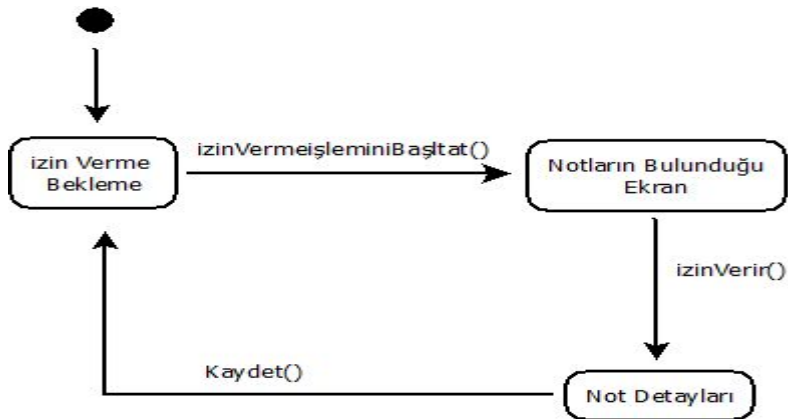 izin Verme
Bekleme
izinVermeişleminiBaşltat()
Notların Bulunduğu
Ekran
izinVerir()
Kaydet()
Not Detayları